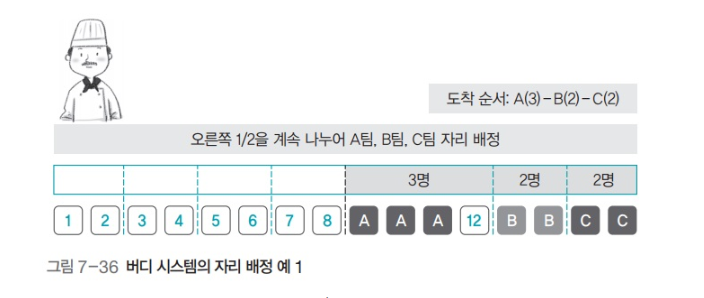 도착 순서: A(3)-B(2)-C(2)
오른쪽 1/2을 계속 나누어 A팀, B팀, C팀 자리 배정
3명 2명 2명
1 2 3 4 5 6 7 8 A A A 12 B B C C
그림 7-36 버디 시스템의 자리 배정 예 1